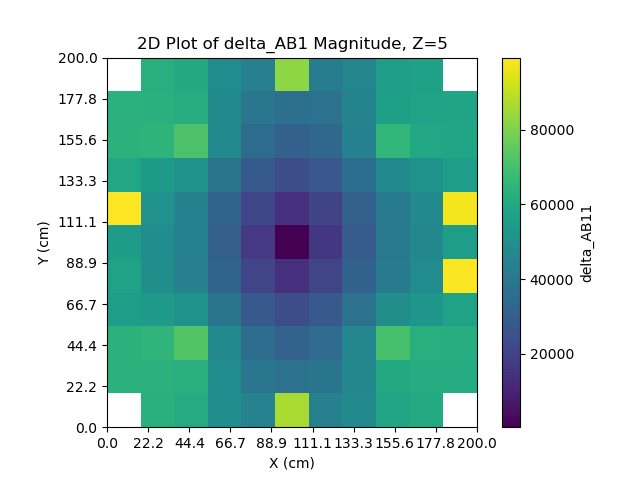 2D Plot of delta_AB1 Magnitude, Z=5
200.0
177.8
155.6
133.3
111.1
88.9
66.7
44.4
22.2
0.0
Y (cm)
0.0 22.2 44.4 66.7 88.9 111.1 133.3 155.6 177.8 200.0
X (cm)
80000
60000
40000
20000
delta_AB11